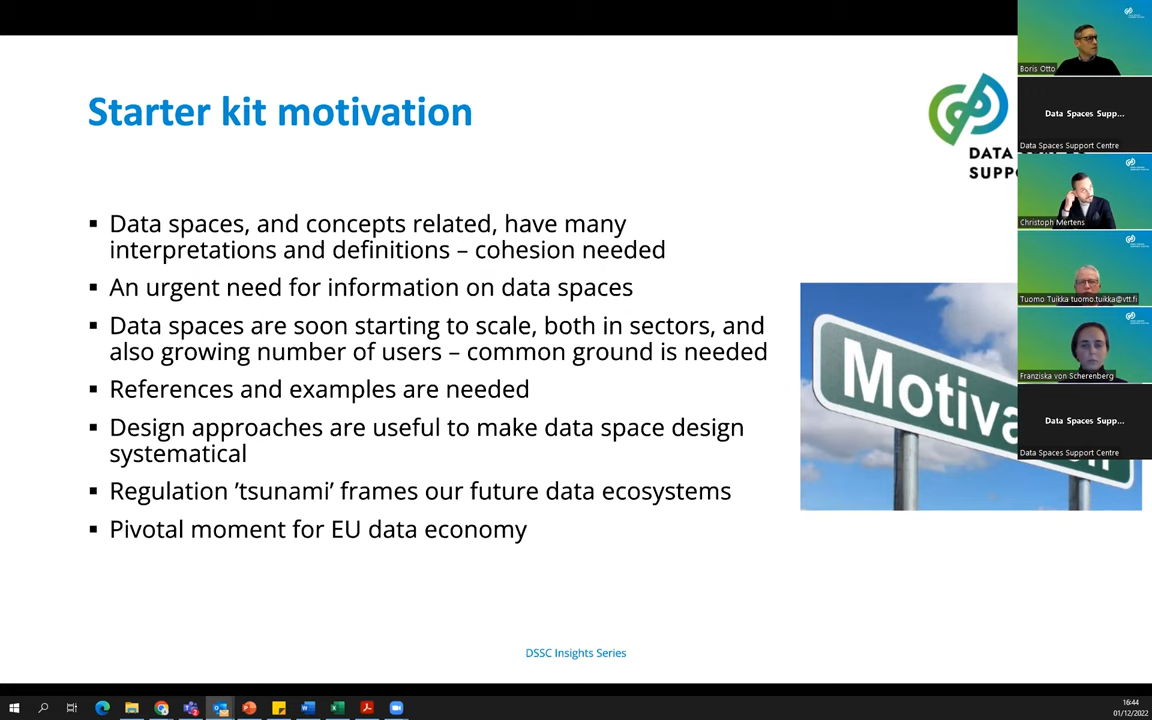 Starter kit motivation
DATA
SUPP
▪ Data spaces, and concepts related, have many
interpretations and definitions – cohesion needed
▪ An urgent need for information on data spaces
▪ Data spaces are soon starting to scale, both in sectors, and
also growing number of users – common ground is needed
▪ References and examples are needed
▪ Design approaches are useful to make data space design
systematical
▪ Regulation ’tsunami’ frames our future data ecosystems
▪ Pivotal moment for EU data economy
Motiva
DSSC Insights Series
Boris Otto
Data Spaces Supp...
Data Spaces Support Centre
Christoph Mertens
Tuomo Tuikka tuomo.tuikka@vtt.fi
Franziska von Scherenberg
Data Spaces Supp...
Data Spaces Support Centre
16:44
01/12/2022